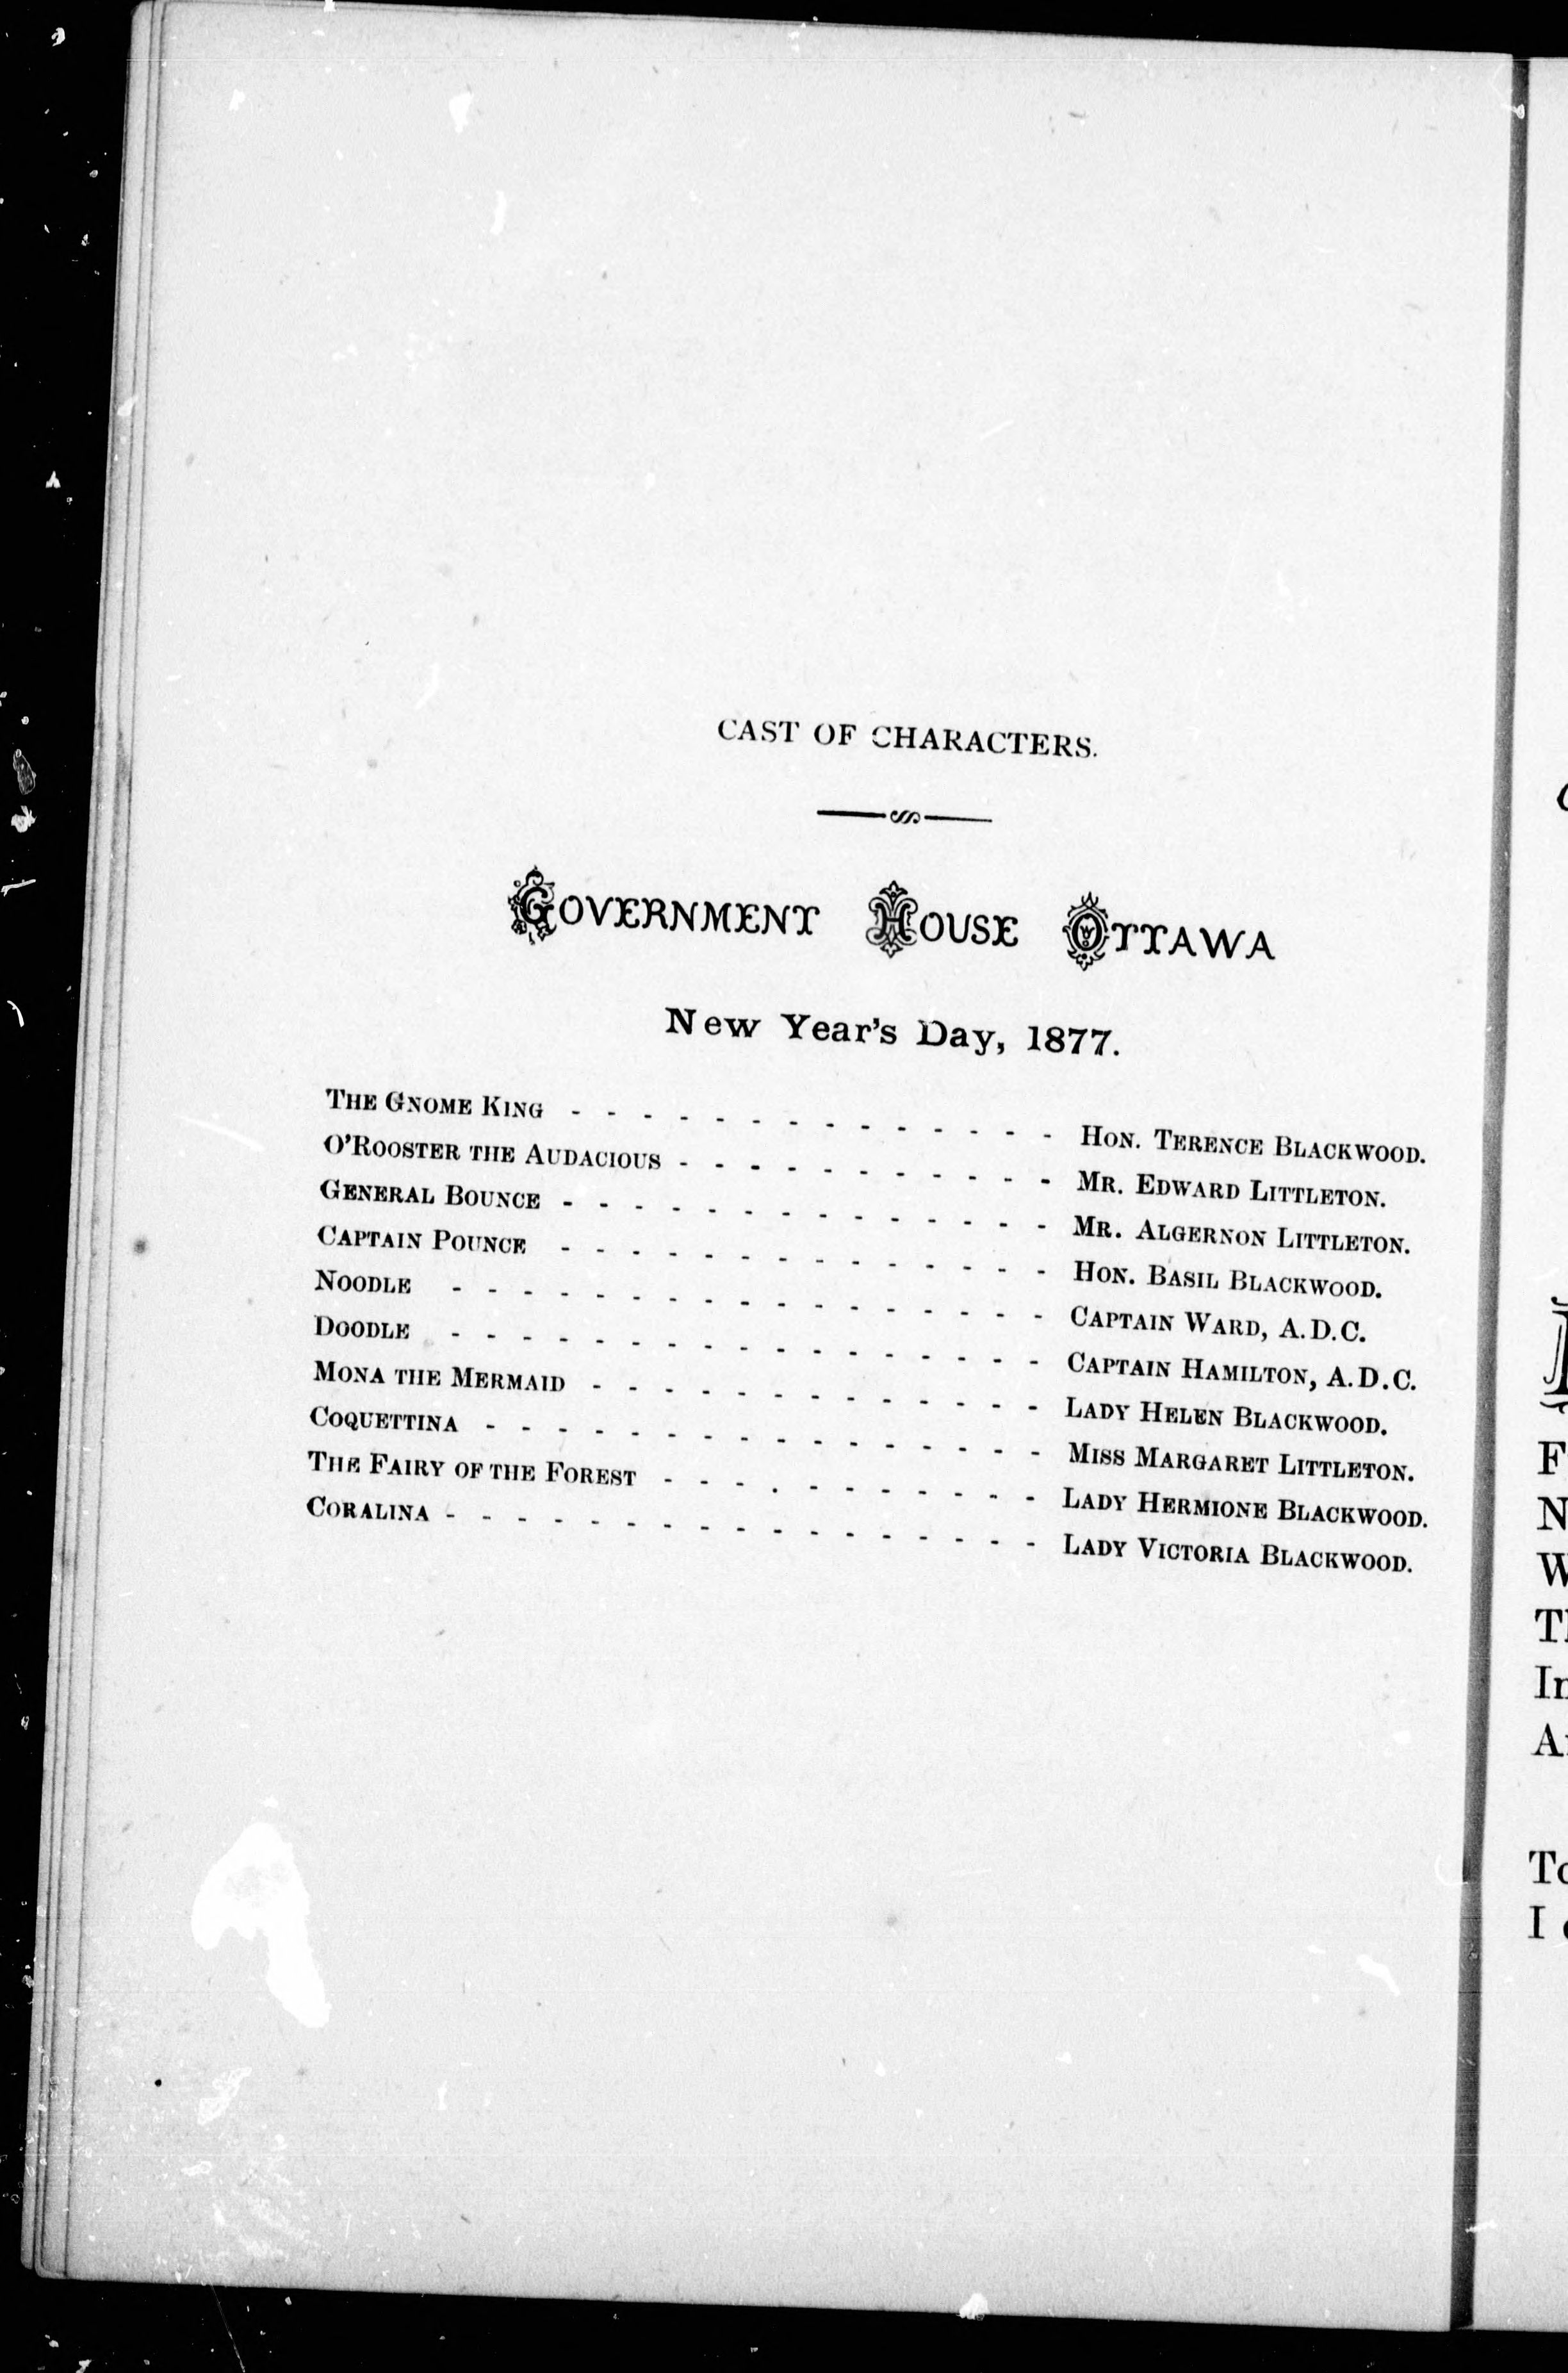 CAST OF CHARACTERS.
GOVERNMENT HOUSE OTTAWA
New Year's Day, 1877.
THE GNOME KING - - - - - - - - - - - - - - HON. TERENCE BLACKWOOD.
O'ROOSTER THE AUDACIOUS - - - - - - - - - - - MR. EDWARD LITTLETON.
GENERAL BOUNCE - - - - - - - - - - - - - - MR. ALGERNON LITTLETON.
CAPTAIN POUNCE - - - - - - - - - - - - - - HON. BASIL BLACKWOOD.
NOODLE - - - - - - - - - - - - - - - - - CAPTAIN WARD, A.D.C.
DOODLE - - - - - - - - - - - - - - - - - CAPTAIN HAMILTON, A.D.C.
MONA THE MERMAID - - - - - - - - - - - - - LADY HELEN BLACKWOOD.
COQUETTINA - - - - - - - - - - - - - - - - MISS MARGARET LITTLETON.
THE FAIRY OF THE FOREST - - - - - - - - - - - LADY HERMIONE BLACKWOOD.
CORALINA - - - - - - - - - - - - - - - - - LADY VICTORIA BLACKWOOD.